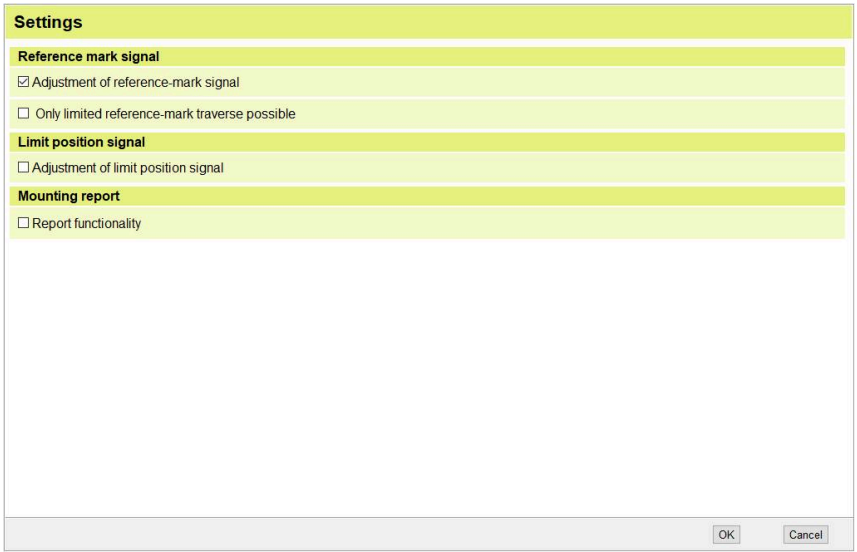 Settings
Reference mark signal
Adjustment of reference-mark signal
Only limited reference-mark traverse possible
Limit position signal
Adjustment of limit position signal
Mounting report
Report functionality
OK Cancel